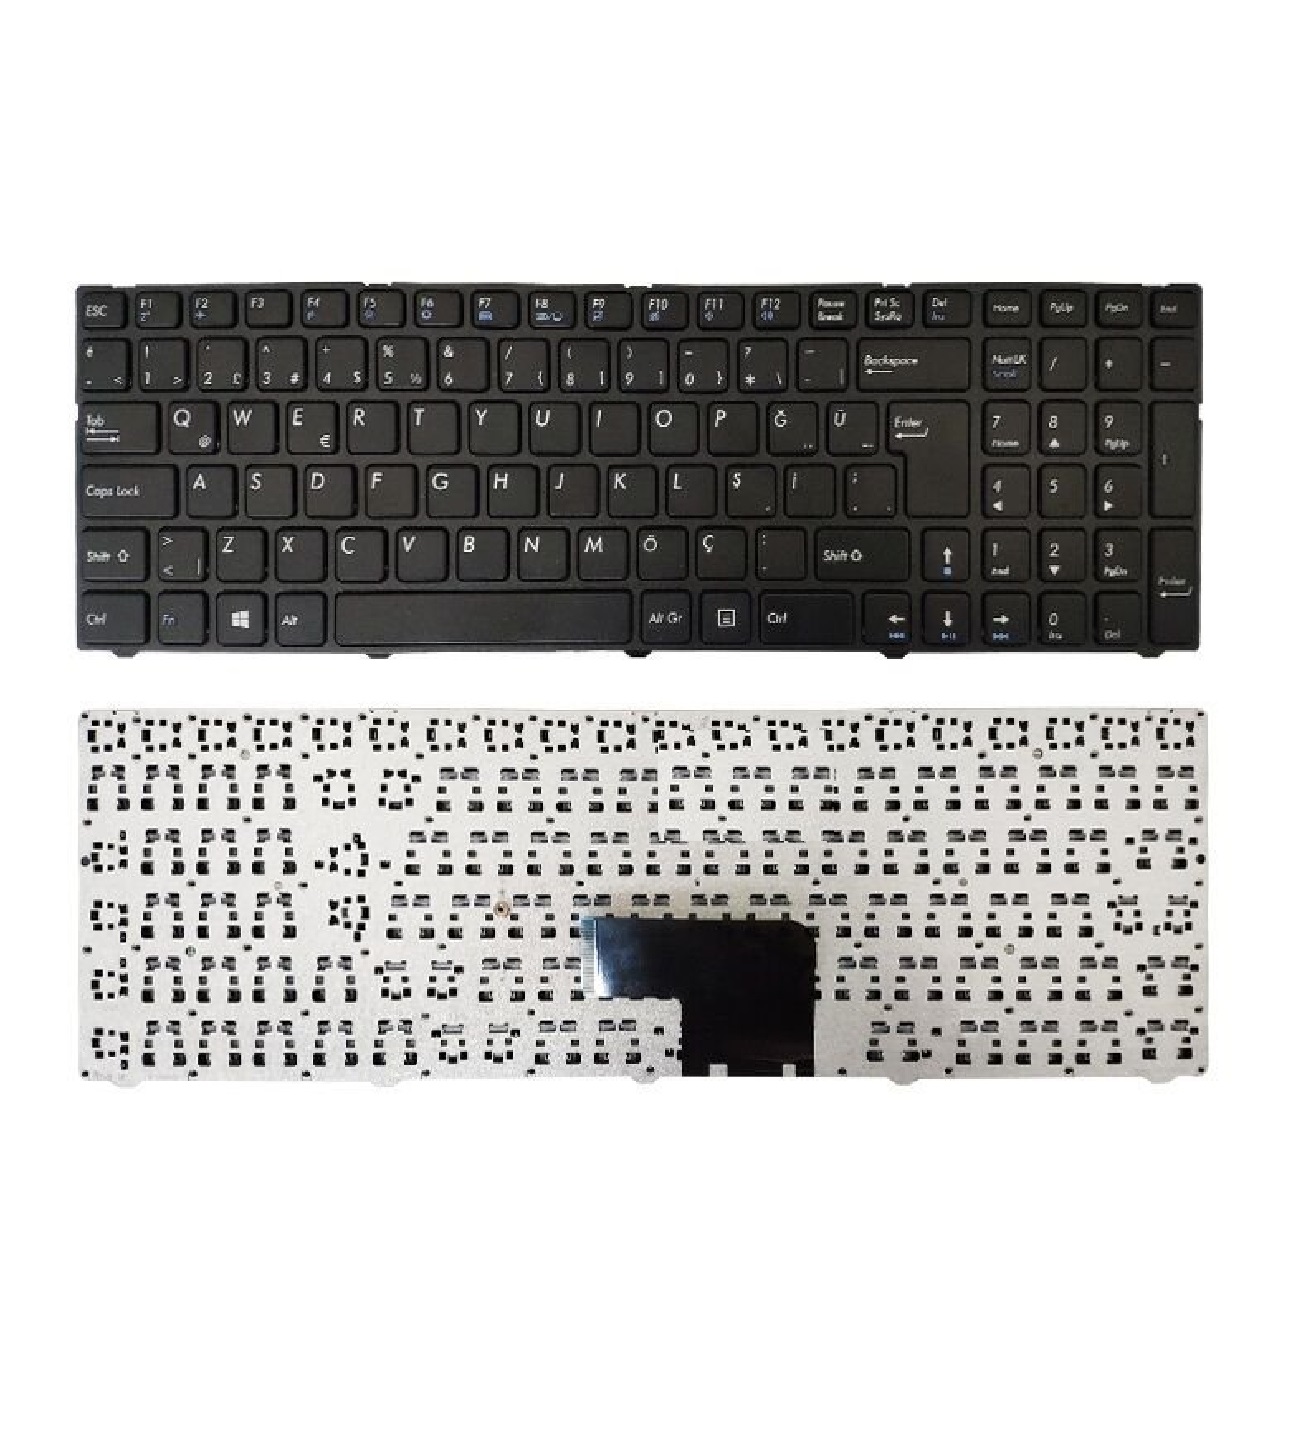 ESC F1 F2 F3 F4 F5 F6 F7 F8 F9 F10 F11 F12 Pause Break Prt Sc SysRq Del Ins Home PgUp PgDn End
é < ! 1 > ' 2 £ ^ 3 # + 4 $ % 5 ½ & 6 / 7 { ( 8 [ ) 9 ] = 0 } ? * \ _ - | Backspace NumLK / * -
Tab Q @ W E € R T Y U I O P Ğ Ü Enter 7 Home 8 9 PgUp
Caps Lock A S D F G H J K L Ş İ ; 4 5 6
Shift > < | Z X C V B N M Ö Ç : . Shift 1 End 2 3 PgDn Enter
Ctrl Fn Alt Alt Gr Ctrl 0 Ins . Del